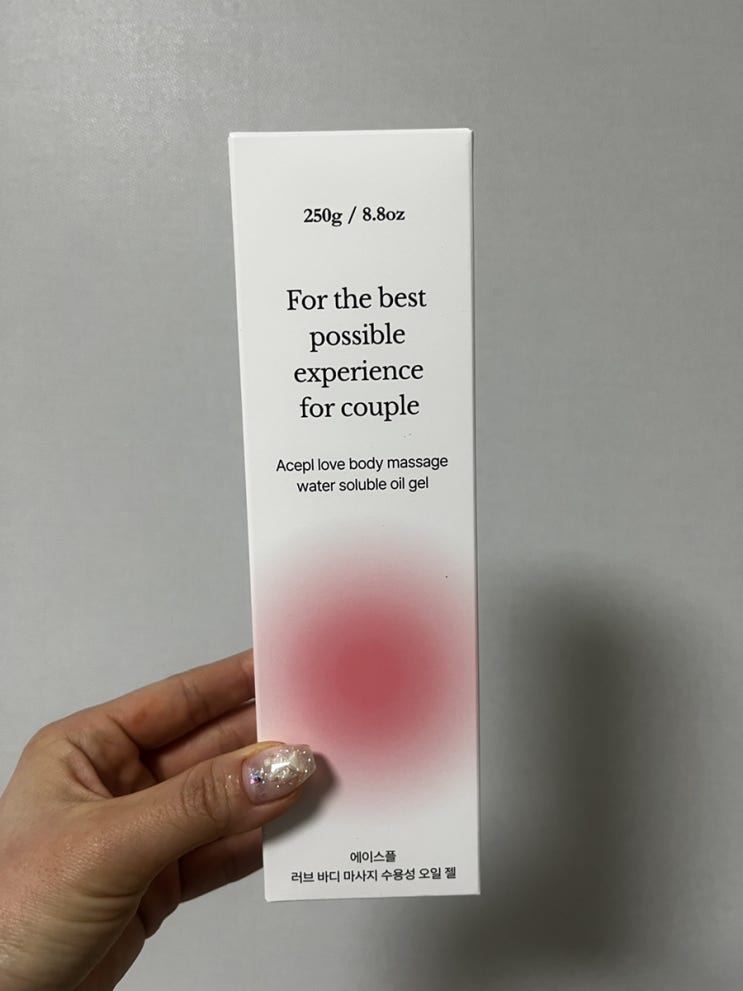 250g / 8.8oz
For the best
possible
experience
for couple
Acepl love body massage
water soluble oil gel
에이스플
러브 바디 마사지 수용성 오일 젤